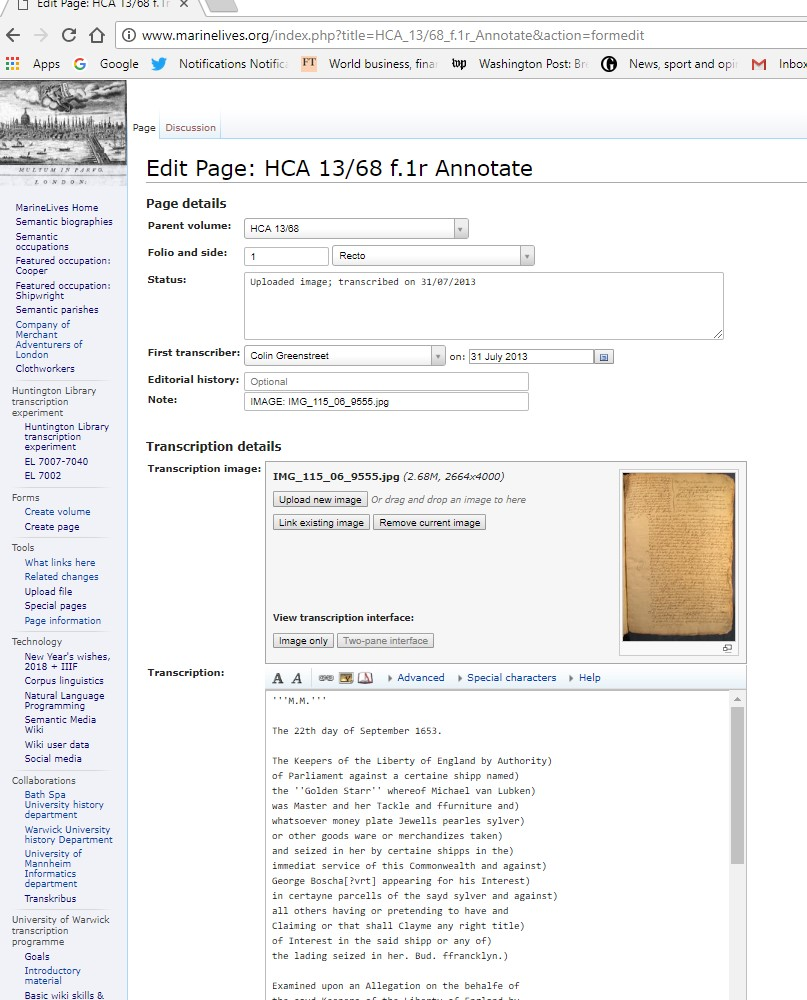 Edit Page: HCA 13/68 f.1r
www.marinelives.org/index.php?title=HCA_13/68_f.1r_Annotate&action=formedit
Apps Google Notifications Notific FT World business, finan wp Washington Post: Br News, sport and opi Inbox
MULTUM IN PARVO.
LONDON:
Page Discussion
Edit Page: HCA 13/68 f.1r Annotate
MarineLives Home
Semantic biographies
Semantic
occupations
Featured occupation:
Cooper
Featured occupation:
Shipwright
Semantic parishes
Company of
Merchant
Adventurers of
London
Clothworkers
Huntington Library
transcription
experiment
Huntington Library
transcription
experiment
EL 7007-7040
EL 7002
Forms
Create volume
Create page
Tools
What links here
Related changes
Upload file
Special pages
Page information
Technology
New Year's wishes,
2018 + IIIF
Corpus linguistics
Natural Language
Programming
Semantic Media
Wiki
Wiki user data
Social media
Collaborations
Bath Spa
University history
department
Warwick University
history Department
University of
Mannheim
Informatics
department
Transkribus
University of Warwick
transcription
programme
Goals
Introductory
material
Basic wiki skills &
Page details
Parent volume: HCA 13/68
Folio and side: 1 Recto
Status: Uploaded image; transcribed on 31/07/2013
First transcriber: Colin Greenstreet on: 31 July 2013
Editorial history: Optional
Note: IMAGE: IMG_115_06_9555.jpg
Transcription details
Transcription image: IMG_115_06_9555.jpg (2.68M, 2664x4000)
Upload new image Or drag and drop an image to here
Link existing image Remove current image
View transcription interface:
Image only Two-pane interface
Transcription: A A Advanced Special characters Help
'''M.M.'''
The 22th day of September 1653.
The Keepers of the Liberty of England by Authority)
of Parliament against a certaine shipp named)
the ''Golden Starr'' whereof Michael van Lubken)
was Master and her Tackle and ffurniture and)
whatsoever money plate Jewells pearles sylver)
or other goods ware or merchandizes taken)
and seized in her by certaine shipps in the)
immediat service of this Commonwealth and against)
George Boscha[?vrt] appearing for his Interest)
in certayne parcells of the sayd sylver and against)
all others having or pretending to have and
Claiming or that shall Clayme any right title)
of Interest in the said shipp or any of)
the lading seized in her. Bud. ffrancklyn.)
Examined upon an Allegation on the behalfe of
the sayd Keepers of the Liberty of England by